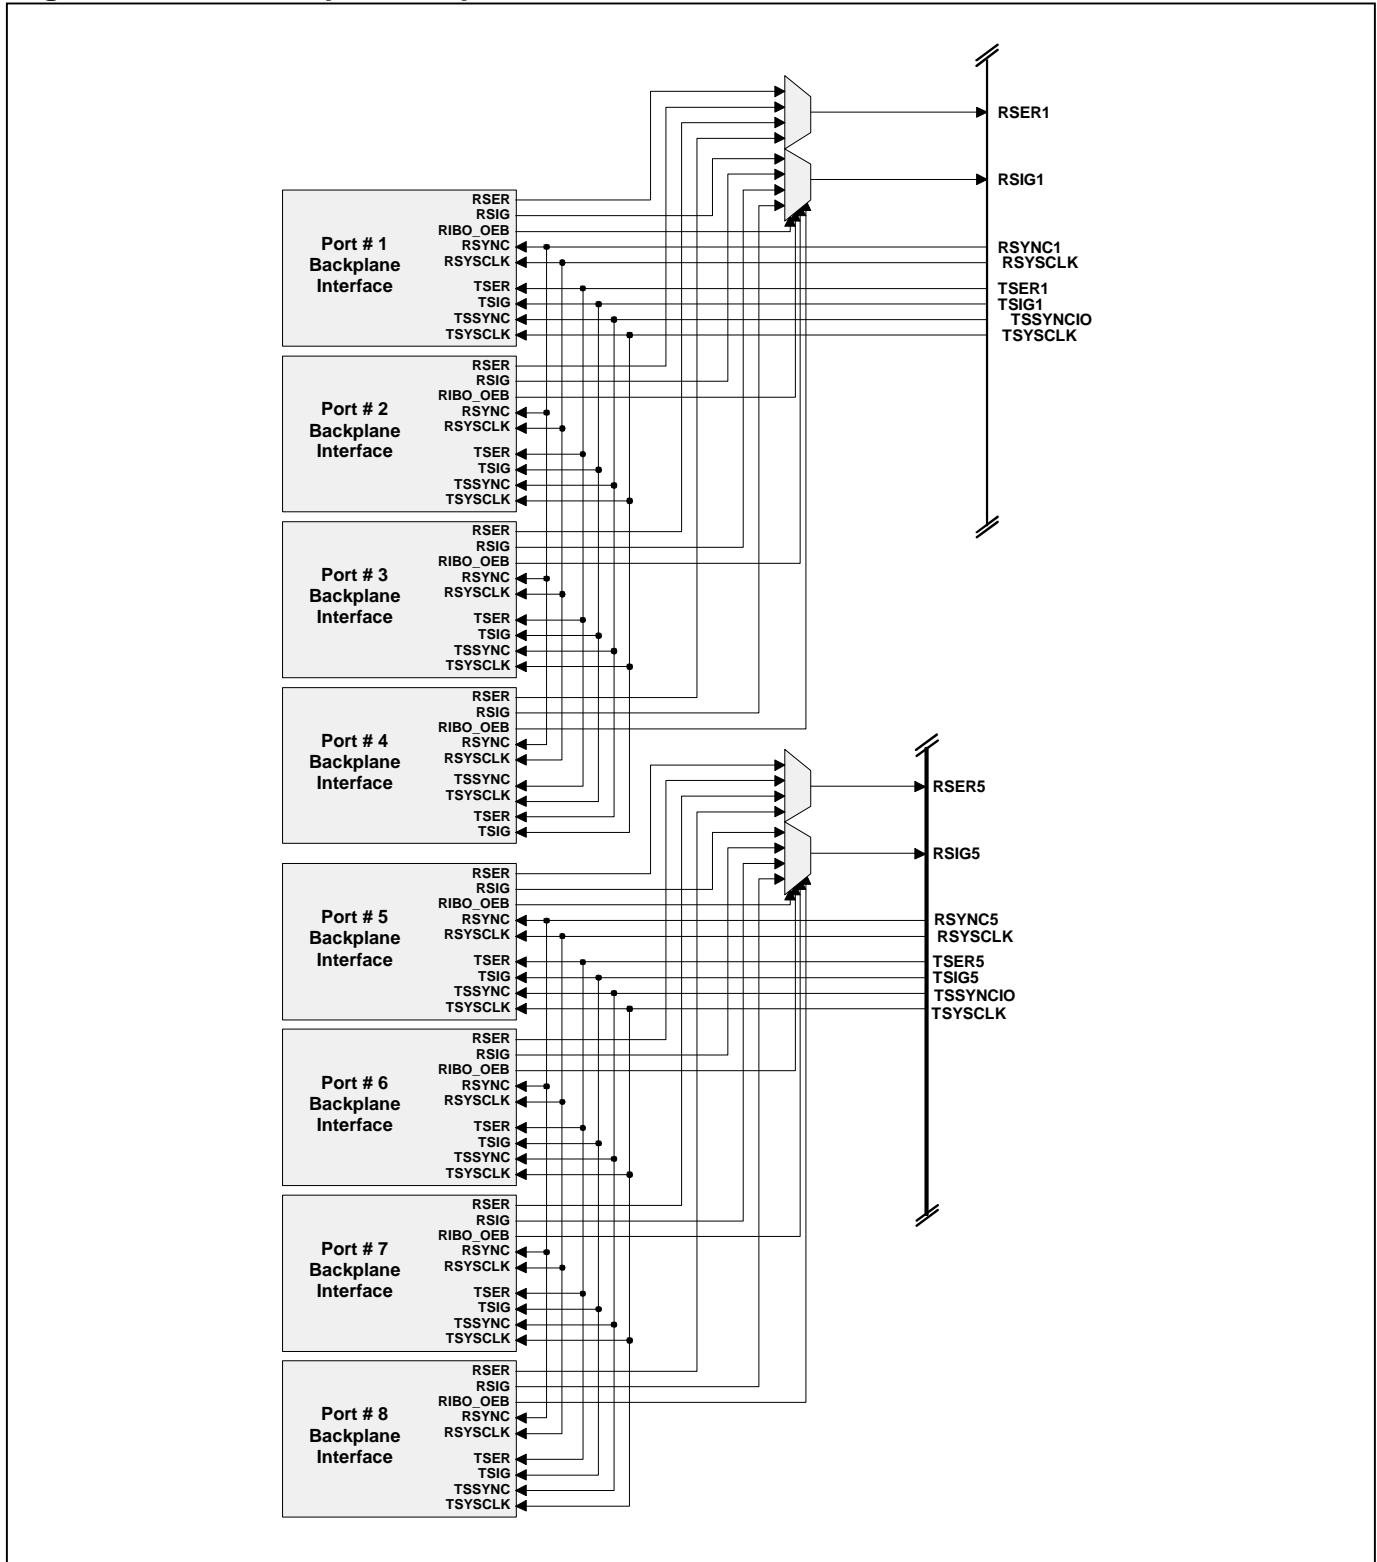 RSER
RSIG
RIBO_OEB
RSYNC
RSYSCLK
TSER
TSIG
TSSYNC
TSYSCLK
Port # 1
Backplane
Interface
RSER
RSIG
RIBO_OEB
RSYNC
RSYSCLK
TSER
TSIG
TSSYNC
TSYSCLK
Port # 2
Backplane
Interface
RSER
RSIG
RIBO_OEB
RSYNC
RSYSCLK
TSER
TSIG
TSSYNC
TSYSCLK
Port # 3
Backplane
Interface
RSER
RSIG
RIBO_OEB
RSYNC
RSYSCLK
TSSYNC
TSYSCLK
TSER
TSIG
Port # 4
Backplane
Interface
RSER1
RSIG1
RSYNC1
RSYSCLK
TSER1
TSIG1
TSSYNCIO
TSYSCLK
RSER
RSIG
RIBO_OEB
RSYNC
RSYSCLK
TSER
TSIG
TSSYNC
TSYSCLK
Port # 5
Backplane
Interface
RSER
RSIG
RIBO_OEB
RSYNC
RSYSCLK
TSER
TSIG
TSSYNC
TSYSCLK
Port # 6
Backplane
Interface
RSER
RSIG
RIBO_OEB
RSYNC
RSYSCLK
TSER
TSIG
TSSYNC
TSYSCLK
Port # 7
Backplane
Interface
RSER
RSIG
RIBO_OEB
RSYNC
RSYSCLK
TSER
TSIG
TSSYNC
TSYSCLK
Port # 8
Backplane
Interface
RSER5
RSIG5
RSYNC5
RSYSCLK
TSER5
TSIG5
TSSYNCIO
TSYSCLK